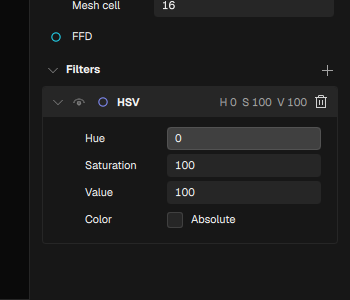 Mesh cell 16
FFD
Filters
HSV H 0 S 100 V 100
Hue 0
Saturation 100
Value 100
Color Absolute